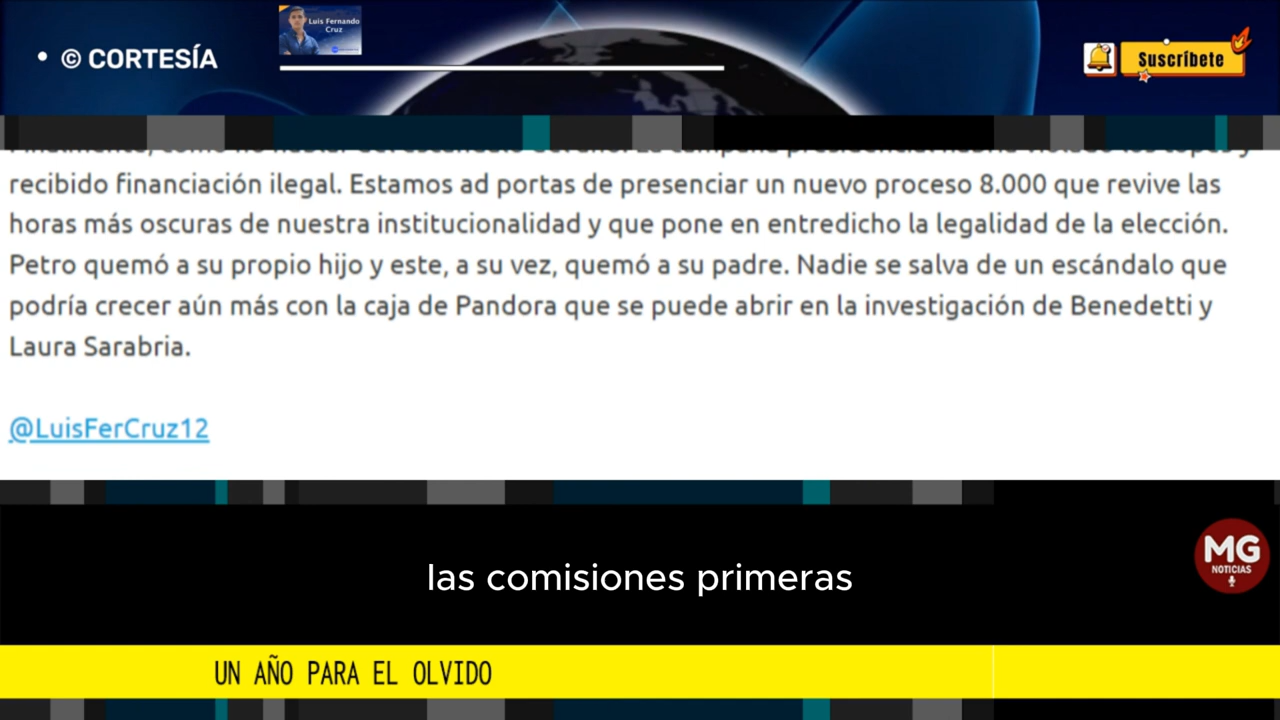 • © CORTESÍA
Luis Fernando
Cruz
Suscríbete
recibido financiación ilegal. Estamos ad portas de presenciar un nuevo proceso 8.000 que revive las
horas más oscuras de nuestra institucionalidad y que pone en entredicho la legalidad de la elección.
Petro quemó a su propio hijo y este, a su vez, quemó a su padre. Nadie se salva de un escándalo que
podría crecer aún más con la caja de Pandora que se puede abrir en la investigación de Benedetti y
Laura Sarabria.
@LuisFerCruz12
las comisiones primeras
MG
NOTICIAS
UN AÑO PARA EL OLVIDO